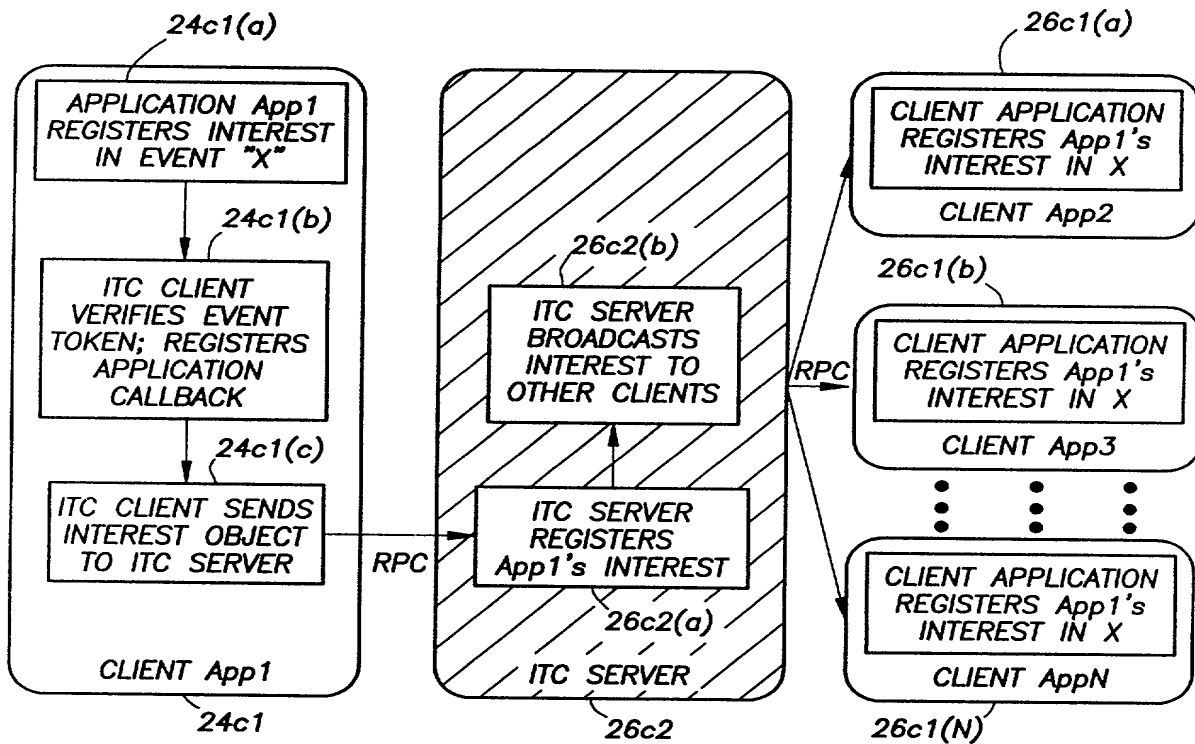 24c1(a)
APPLICATION App1
REGISTERS INTEREST
IN EVENT "X"
24c1(b)
ITC CLIENT
VERIFIES EVENT
TOKEN; REGISTERS
APPLICATION
CALLBACK
24c1(c)
ITC CLIENT SENDS
INTEREST OBJECT
TO ITC SERVER
CLIENT App1
24c1
RPC
26c2(b)
ITC SERVER
BROADCASTS
INTEREST TO
OTHER CLIENTS
ITC SERVER
REGISTERS
App1's INTEREST
26c2(a)
ITC SERVER
26c2
RPC
26c1(a)
CLIENT APPLICATION
REGISTERS App1's
INTEREST IN X
CLIENT App2
26c1(b)
CLIENT APPLICATION
REGISTERS App1's
INTEREST IN X
CLIENT App3
CLIENT APPLICATION
REGISTERS App1's
INTEREST IN X
CLIENT AppN
26c1(N)